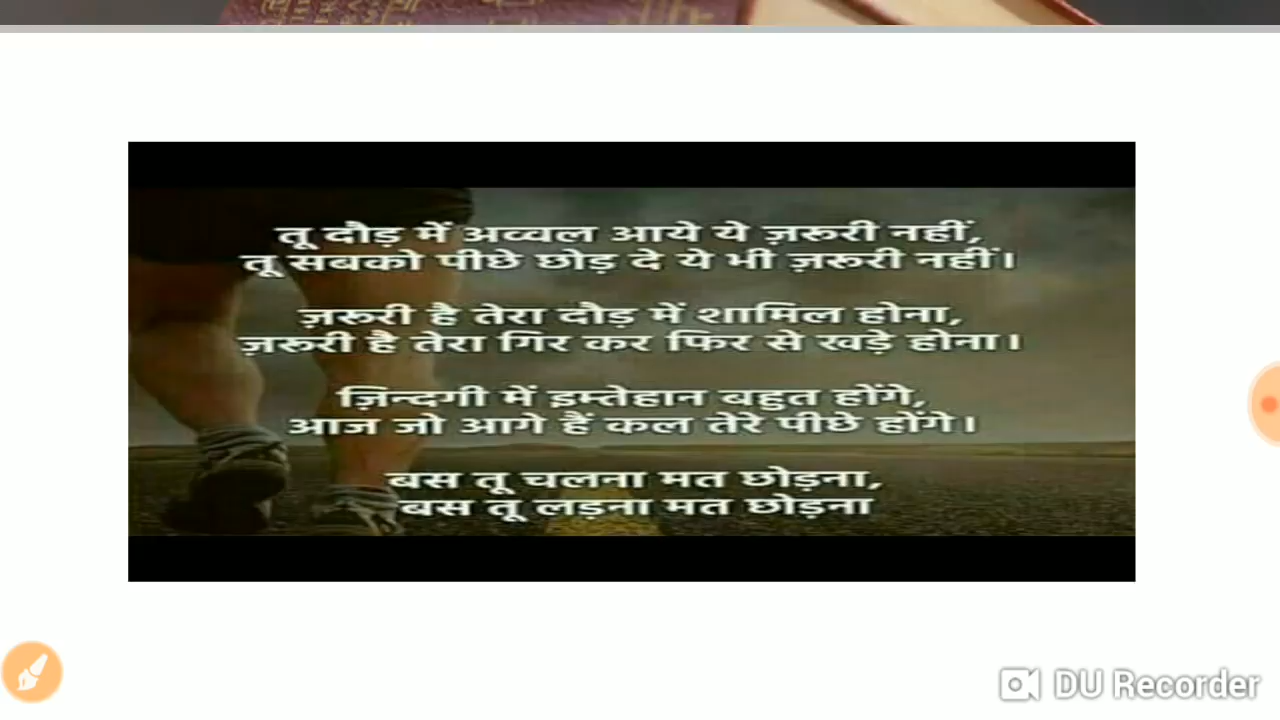 तू दौड़ में अव्वल आये ये ज़रूरी नहीं,
तू सबको पीछे छोड़ दे ये भी ज़रूरी नहीं।
ज़रूरी है तेरा दौड़ में शामिल होना,
ज़रूरी है तेरा गिर कर फिर से खड़े होना।
ज़िन्दगी में इम्तेहान बहुत होंगे,
आज जो आगे हैं कल तेरे पीछे होंगे।
बस तू चलना मत छोड़ना,
बस तू लड़ना मत छोड़ना
DU Recorder